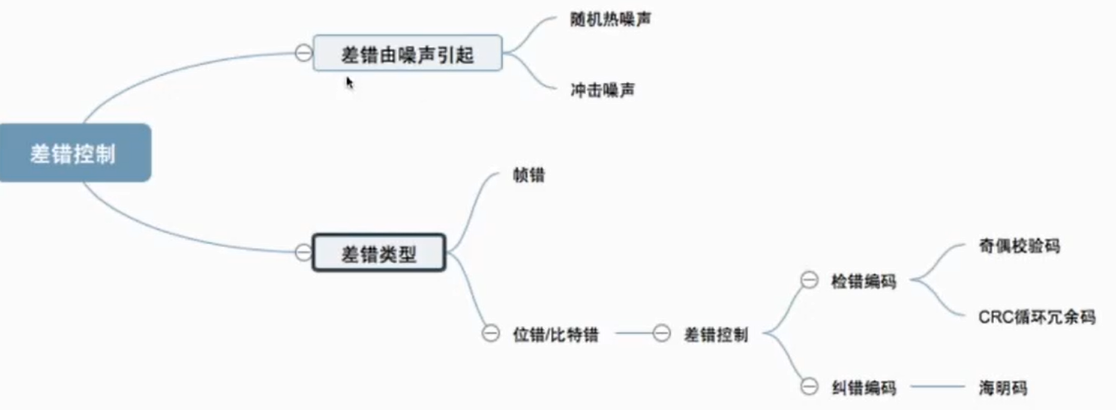 差错控制
差错由噪声引起
随机热噪声
冲击噪声
差错类型
帧错
位错/比特错
差错控制
检错编码
奇偶校验码
CRC循环冗余码
纠错编码
海明码